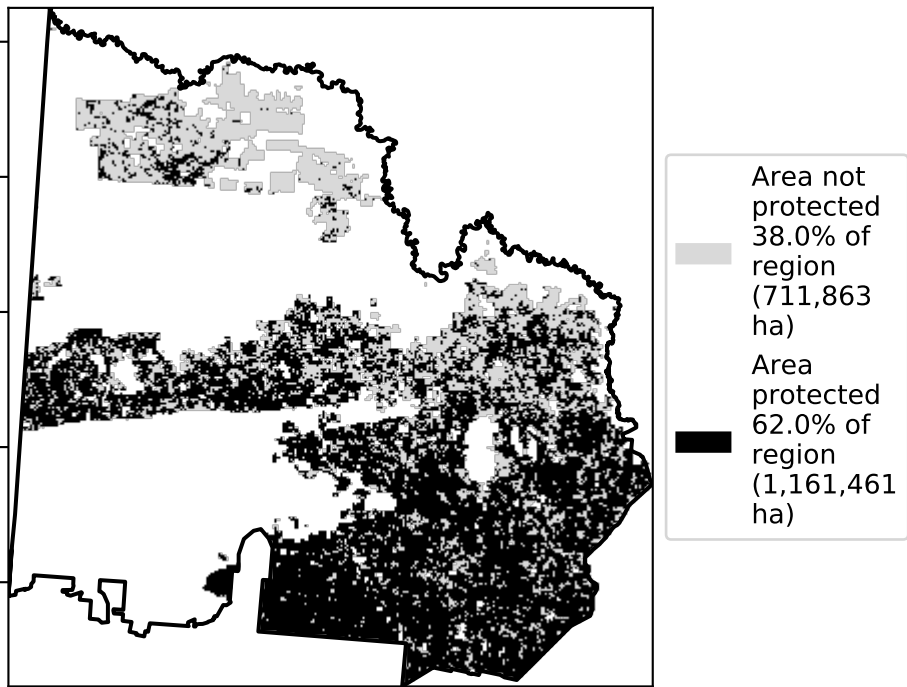 Area not
protected
38.0% of
region
(711,863
ha)
Area
protected
62.0% of
region
(1,161,461
ha)